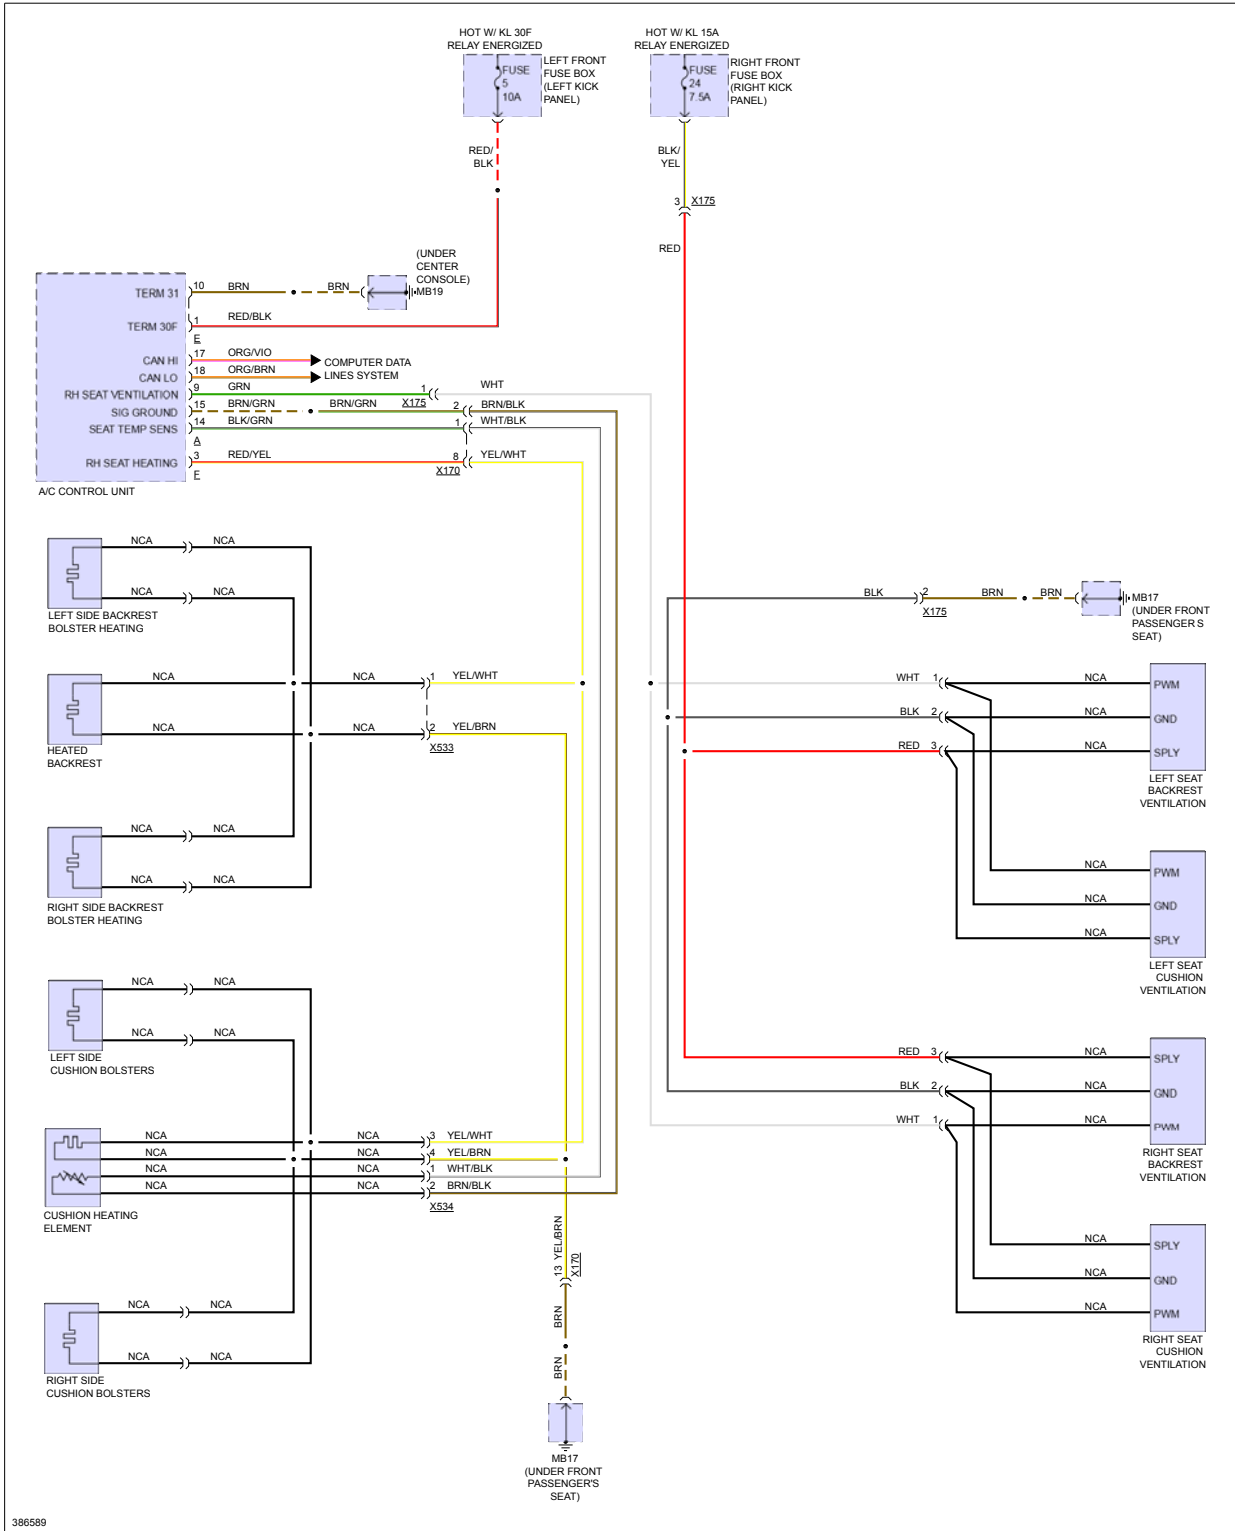 HOT W/ KL 30F
RELAY ENERGIZED
FUSE
5
10A
LEFT FRONT
FUSE BOX
(LEFT KICK
PANEL)
HOT W/ KL 15A
RELAY ENERGIZED
FUSE
24
7.5A
RIGHT FRONT
FUSE BOX
(RIGHT KICK
PANEL)
RED/
BLK
BLK/
YEL
3 X175
RED
(UNDER
CENTER
CONSOLE)
MB19
TERM 31 10 BRN BRN
TERM 30F 1 RED/BLK
E
CAN HI 17 ORG/VIO
CAN LO 18 ORG/BRN
COMPUTER DATA
LINES SYSTEM
RH SEAT VENTILATION 9 GRN 1 WHT
X175
SIG GROUND 15 BRN/GRN BRN/GRN 2 BRN/BLK
SEAT TEMP SENS 14 BLK/GRN 1 WHT/BLK
A
RH SEAT HEATING 3 RED/YEL 8 YEL/WHT
F
X170
A/C CONTROL UNIT
NCA NCA
NCA NCA
LEFT SIDE BACKREST
BOLSTER HEATING
NCA NCA 1 YEL/WHT
NCA NCA 2 YEL/BRN
X533
HEATED
BACKREST
NCA NCA
NCA NCA
RIGHT SIDE BACKREST
BOLSTER HEATING
NCA NCA
NCA NCA
LEFT SIDE
CUSHION BOLSTERS
NCA NCA 3 YEL/WHT
NCA NCA 4 YEL/BRN
NCA NCA 1 WHT/BLK
NCA NCA 2 BRN/BLK
X534
CUSHION HEATING
ELEMENT
NCA NCA
NCA NCA
RIGHT SIDE
CUSHION BOLSTERS
13 YEL/BRN
X170
BRN
BRN
MB17
(UNDER FRONT
PASSENGER'S
SEAT)
BLK 2 BRN BRN
X175
MB17
(UNDER FRONT
PASSENGER S
SEAT)
WHT 1 NCA PWM
BLK 2 NCA GND
RED 3 NCA SPLY
LEFT SEAT
BACKREST
VENTILATION
NCA PWM
NCA GND
NCA SPLY
LEFT SEAT
CUSHION
VENTILATION
RED 3 NCA SPLY
BLK 2 NCA GND
WHT 1 NCA PWM
RIGHT SEAT
BACKREST
VENTILATION
NCA SPLY
NCA GND
NCA PWM
RIGHT SEAT
CUSHION
VENTILATION
386589